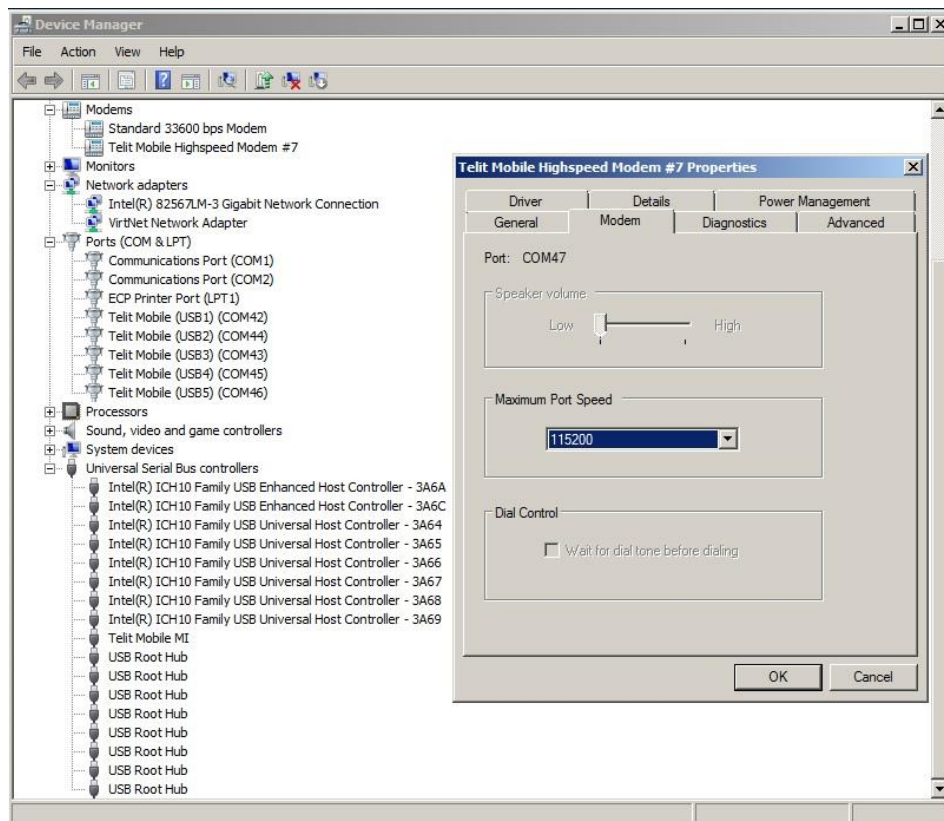 Device Manager
File Action View Help
Modems
Standard 33600 bps Modem
Telit Mobile Highspeed Modem #7
Monitors
Network adapters
Intel(R) 82567LM-3 Gigabit Network Connection
VirtNet Network Adapter
Ports (COM & LPT)
Communications Port (COM1)
Communications Port (COM2)
ECP Printer Port (LPT1)
Telit Mobile (USB1) (COM42)
Telit Mobile (USB2) (COM44)
Telit Mobile (USB3) (COM43)
Telit Mobile (USB4) (COM45)
Telit Mobile (USB5) (COM46)
Processors
Sound, video and game controllers
System devices
Universal Serial Bus controllers
Intel(R) ICH10 Family USB Enhanced Host Controller - 3A6A
Intel(R) ICH10 Family USB Enhanced Host Controller - 3A6C
Intel(R) ICH10 Family USB Universal Host Controller - 3A64
Intel(R) ICH10 Family USB Universal Host Controller - 3A65
Intel(R) ICH10 Family USB Universal Host Controller - 3A66
Intel(R) ICH10 Family USB Universal Host Controller - 3A67
Intel(R) ICH10 Family USB Universal Host Controller - 3A68
Intel(R) ICH10 Family USB Universal Host Controller - 3A69
Telit Mobile MI
USB Root Hub
USB Root Hub
USB Root Hub
USB Root Hub
USB Root Hub
USB Root Hub
USB Root Hub
USB Root Hub
Telit Mobile Highspeed Modem #7 Properties
Driver Details Power Management
General Modem Diagnostics Advanced
Port: COM47
Speaker volume
Low High
Maximum Port Speed
115200
Dial Control
Wait for dial tone before dialing
OK Cancel